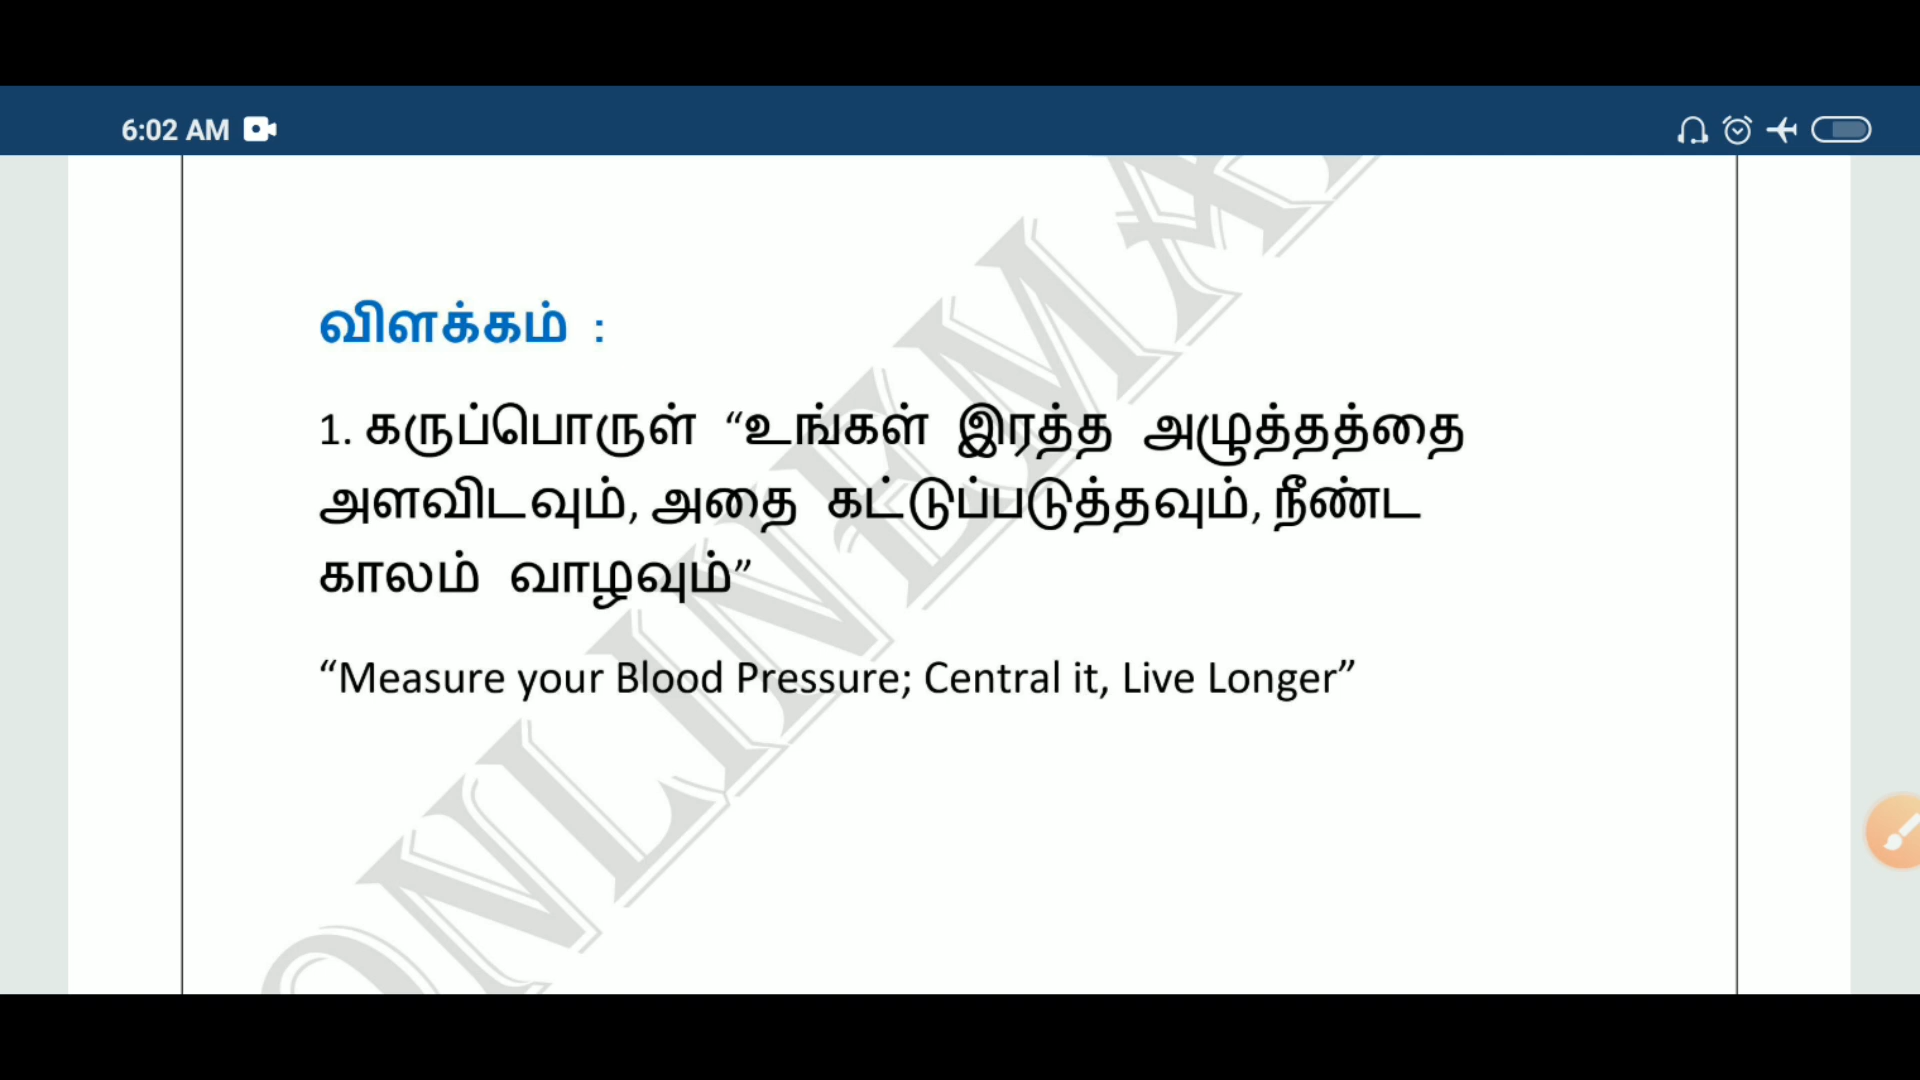 6:02 AM
விளக்கம் :
1. கருப்பொருள் “உங்கள் இரத்த அழுத்தத்தை
அளவிடவும், அதை கட்டுப்படுத்தவும், நீண்ட
காலம் வாழவும்”
“Measure your Blood Pressure; Central it, Live Longer”